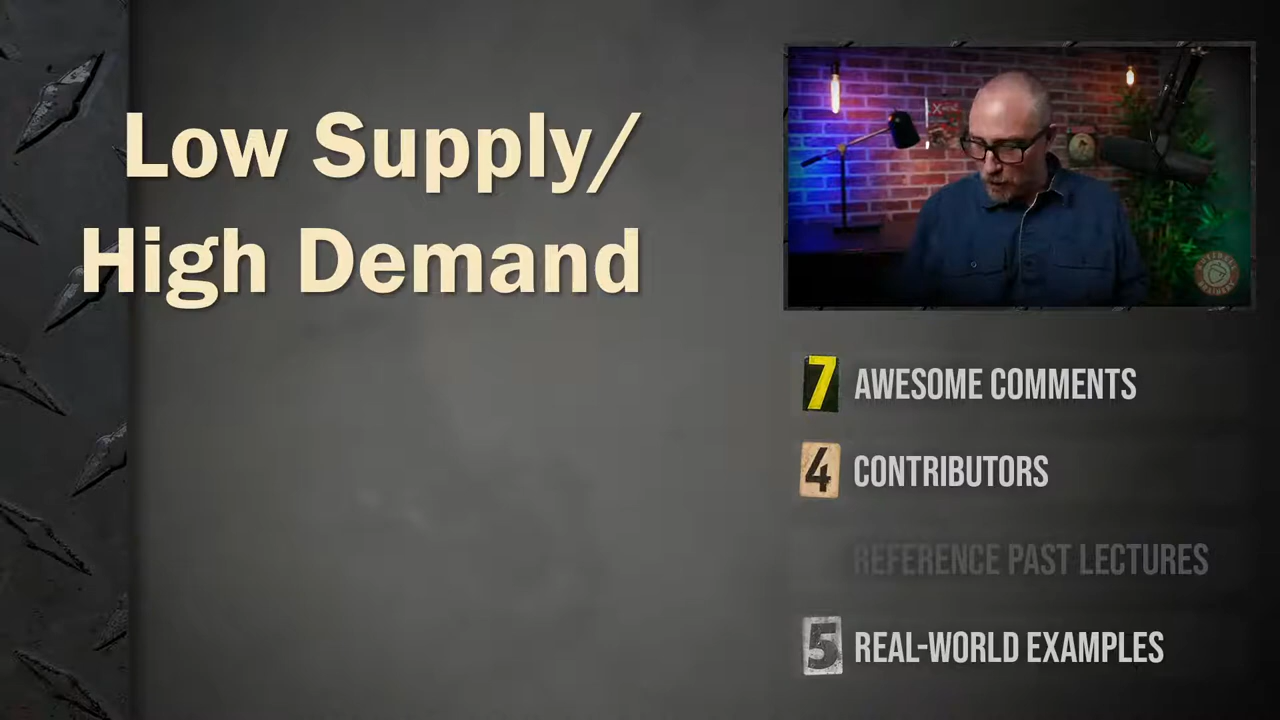 Low Supply/
High Demand
7 AWESOME COMMENTS
4 CONTRIBUTORS
REFERENCE PAST LECTURES
5 REAL-WORLD EXAMPLES